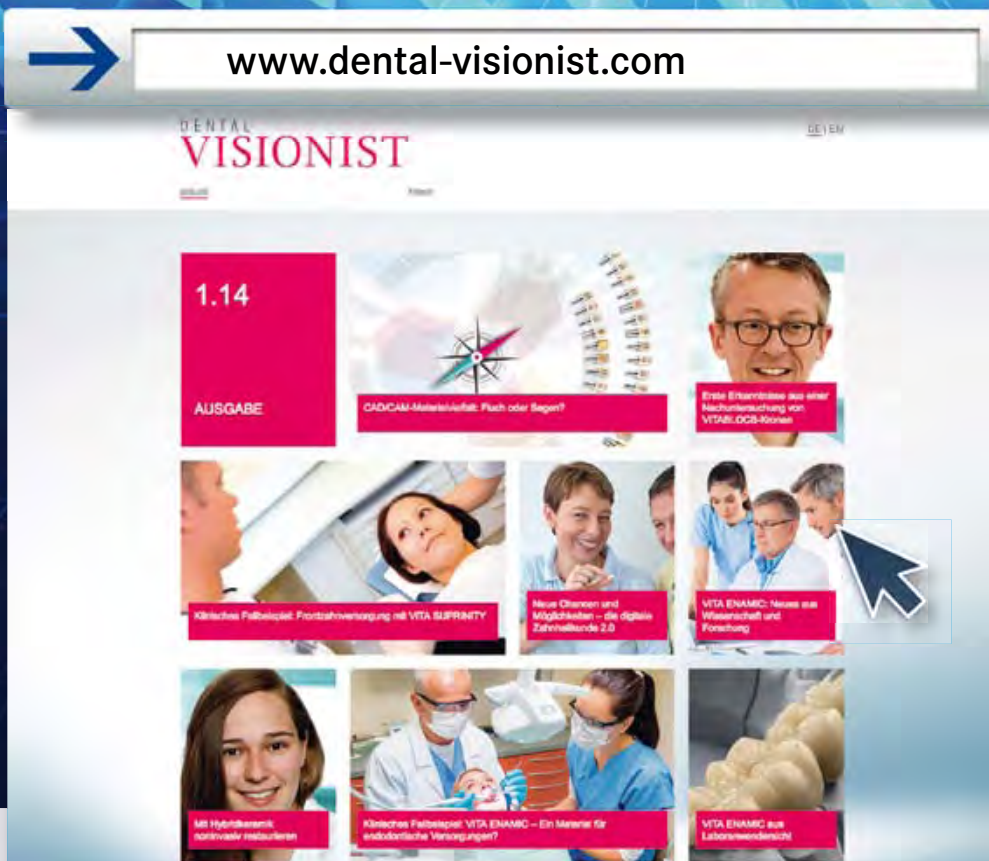 www.dental-visionist.com
DENTAL
VISIONIST
DE | EN
1.14
AUSGABE
CAD/CAM-Materialvielfalt: Fluch oder Segen?
Erste Erkenntnisse aus einer
Nachuntersuchung von
VITABLOCS-Kronen
Klinisches Fallbeispiel: Frontzahnversorgung mit VITA SUPRINITY
Neue Chancen und
Möglichkeiten – die digitale
Zahnheilkunde 2.0
VITA ENAMIC: Neues aus
Wissenschaft und
Forschung
Mit Hybridkeramik
noninvasiv restaurieren
Klinisches Fallbeispiel: VITA ENAMIC – Ein Material für
endodontische Versorgungen?
VITA ENAMIC aus
Laboranwendersicht